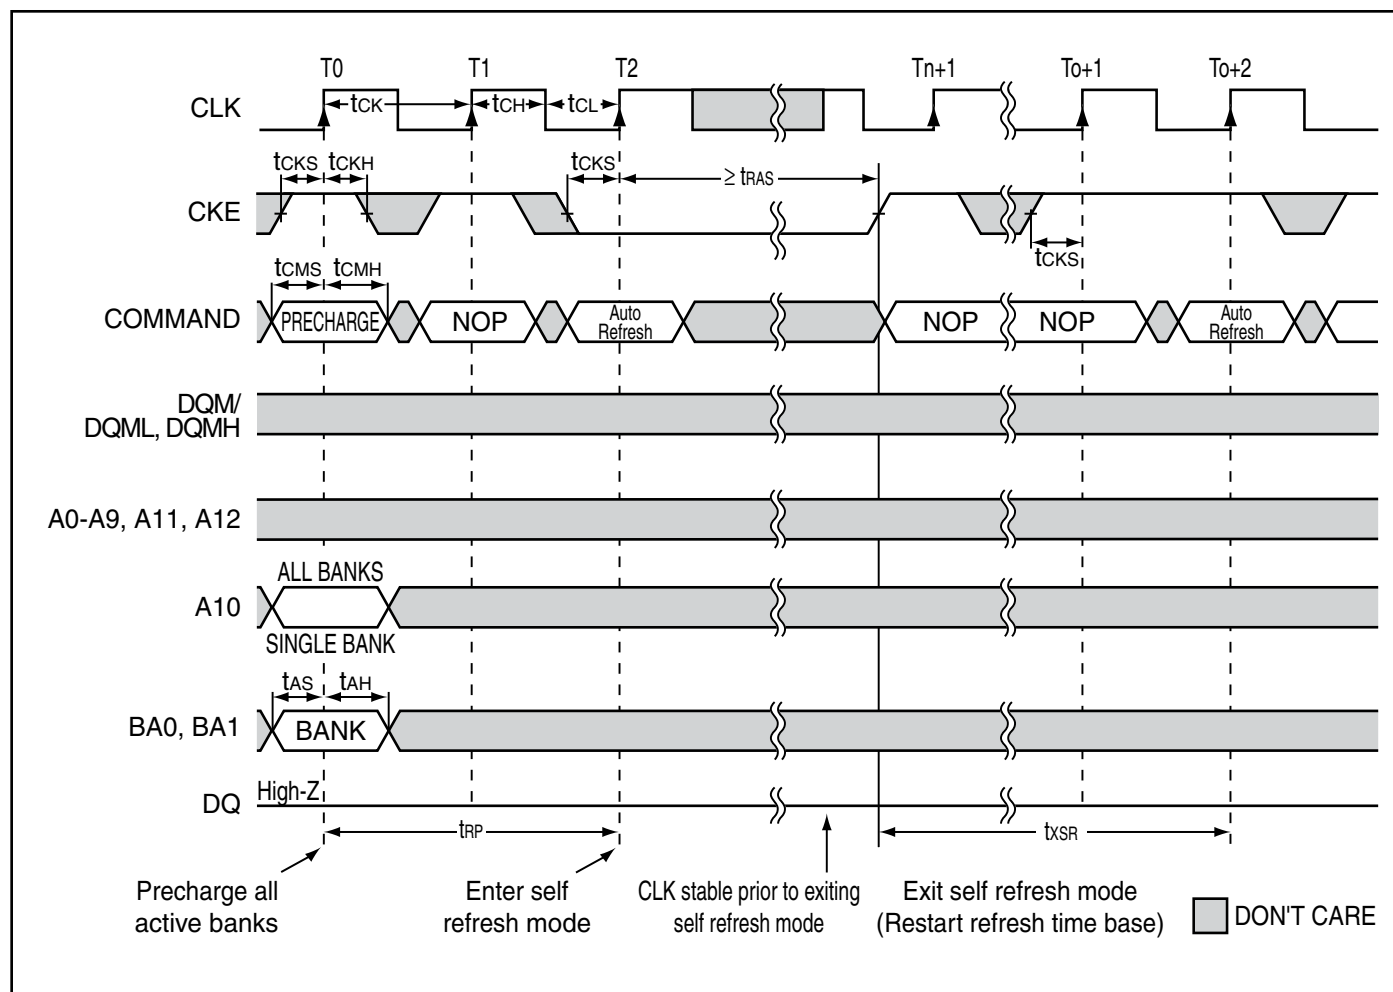 T0 T1 T2 Tn+1 To+1 To+2
CLK
tCK tCH tCL
tCKS tCKH tCKS ≥ tRAS
CKE
tCKS
tCMS tCMH
COMMAND
PRECHARGE NOP Auto Refresh NOP NOP Auto Refresh
DQM/
DQML, DQMH
A0-A9, A11, A12
ALL BANKS
A10
SINGLE BANK
tAS tAH
BA0, BA1 BANK
High-Z
DQ
tRP tXSR
Precharge all
active banks
Enter self
refresh mode
CLK stable prior to exiting
self refresh mode
Exit self refresh mode
(Restart refresh time base)
DON'T CARE